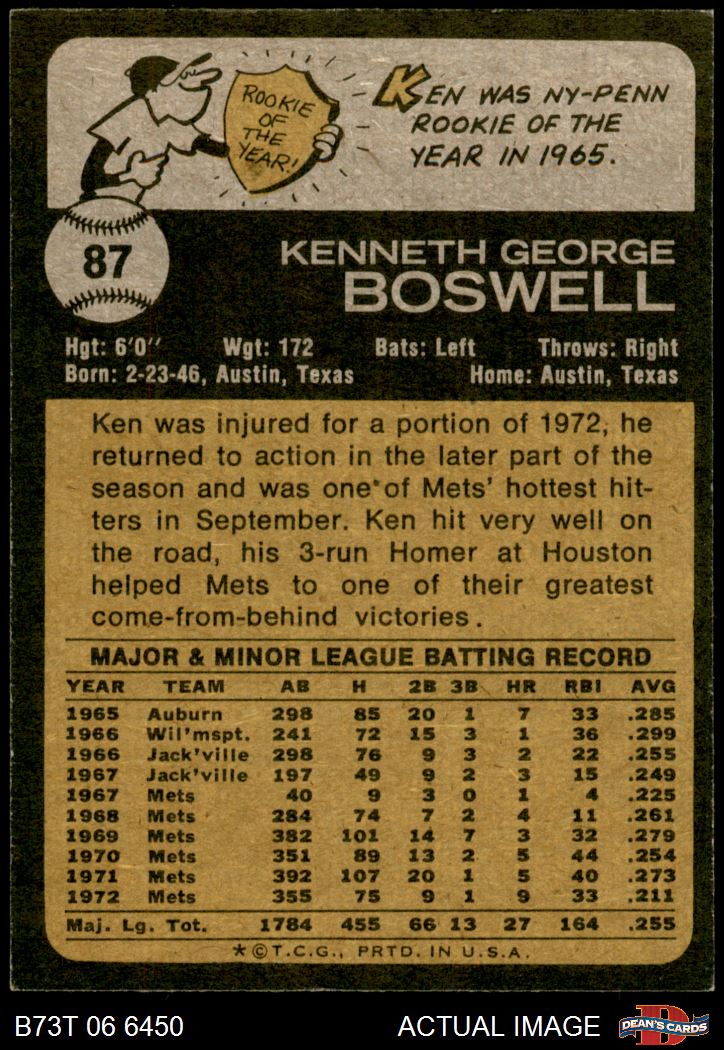 ROOKIE
OF
THE
YEAR!
KEN WAS NY-PENN
ROOKIE OF THE
YEAR IN 1965.
87
KENNETH GEORGE
BOSWELL
Hgt: 6'0" Wgt: 172 Bats: Left Throws: Right
Born: 2-23-46, Austin, Texas Home: Austin, Texas
Ken was injured for a portion of 1972, he
returned to action in the later part of the
season and was one of Mets' hottest hit-
ters in September. Ken hit very well on
the road, his 3-run Homer at Houston
helped Mets to one of their greatest
come-from-behind victories.
MAJOR & MINOR LEAGUE BATTING RECORD
YEAR TEAM AB H 2B 3B HR RBI AVG
1965 Auburn 298 85 20 1 7 33 .285
1966 Wil'mspt. 241 72 15 3 1 36 .299
1966 Jack'ville 298 76 9 3 2 22 .255
1967 Jack'ville 197 49 9 2 3 15 .249
1967 Mets 40 9 3 0 1 4 .225
1968 Mets 284 74 7 2 4 11 .261
1969 Mets 382 101 14 7 3 32 .279
1970 Mets 351 89 13 2 5 44 .254
1971 Mets 392 107 20 1 5 40 .273
1972 Mets 355 75 9 1 9 33 .211
Maj. Lg. Tot. 1784 455 66 13 27 164 .255
*©T.C.G., PRTD. IN U.S.A.
B73T 06 6450 ACTUAL IMAGE
D
DEAN'S CARDS